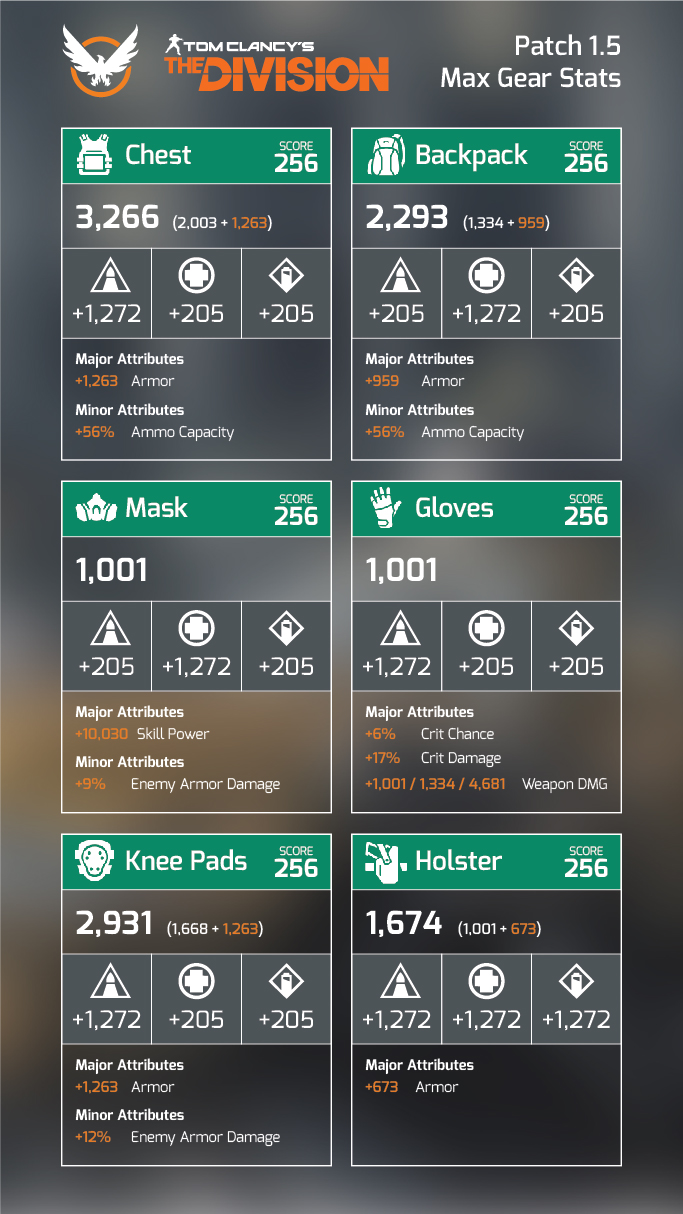 TOM CLANCY'S
THE DIVISION
Patch 1.5
Max Gear Stats
Chest
SCORE
256
3,266 (2,003 + 1,263)
+1,272 +205 +205
Major Attributes
+1,263 Armor
Minor Attributes
+56% Ammo Capacity
Backpack
SCORE
256
2,293 (1,334 + 959)
+205 +1,272 +205
Major Attributes
+959 Armor
Minor Attributes
+56% Ammo Capacity
Mask
SCORE
256
1,001
+205 +1,272 +205
Major Attributes
+10,030 Skill Power
Minor Attributes
+9% Enemy Armor Damage
Gloves
SCORE
256
1,001
+1,272 +205 +205
Major Attributes
+6% Crit Chance
+17% Crit Damage
+1,001 / 1,334 / 4,681 Weapon DMG
Knee Pads
SCORE
256
2,931 (1,668 + 1,263)
+1,272 +205 +205
Major Attributes
+1,263 Armor
Minor Attributes
+12% Enemy Armor Damage
Holster
SCORE
256
1,674 (1,001 + 673)
+1,272 +1,272 +1,272
Major Attributes
+673 Armor